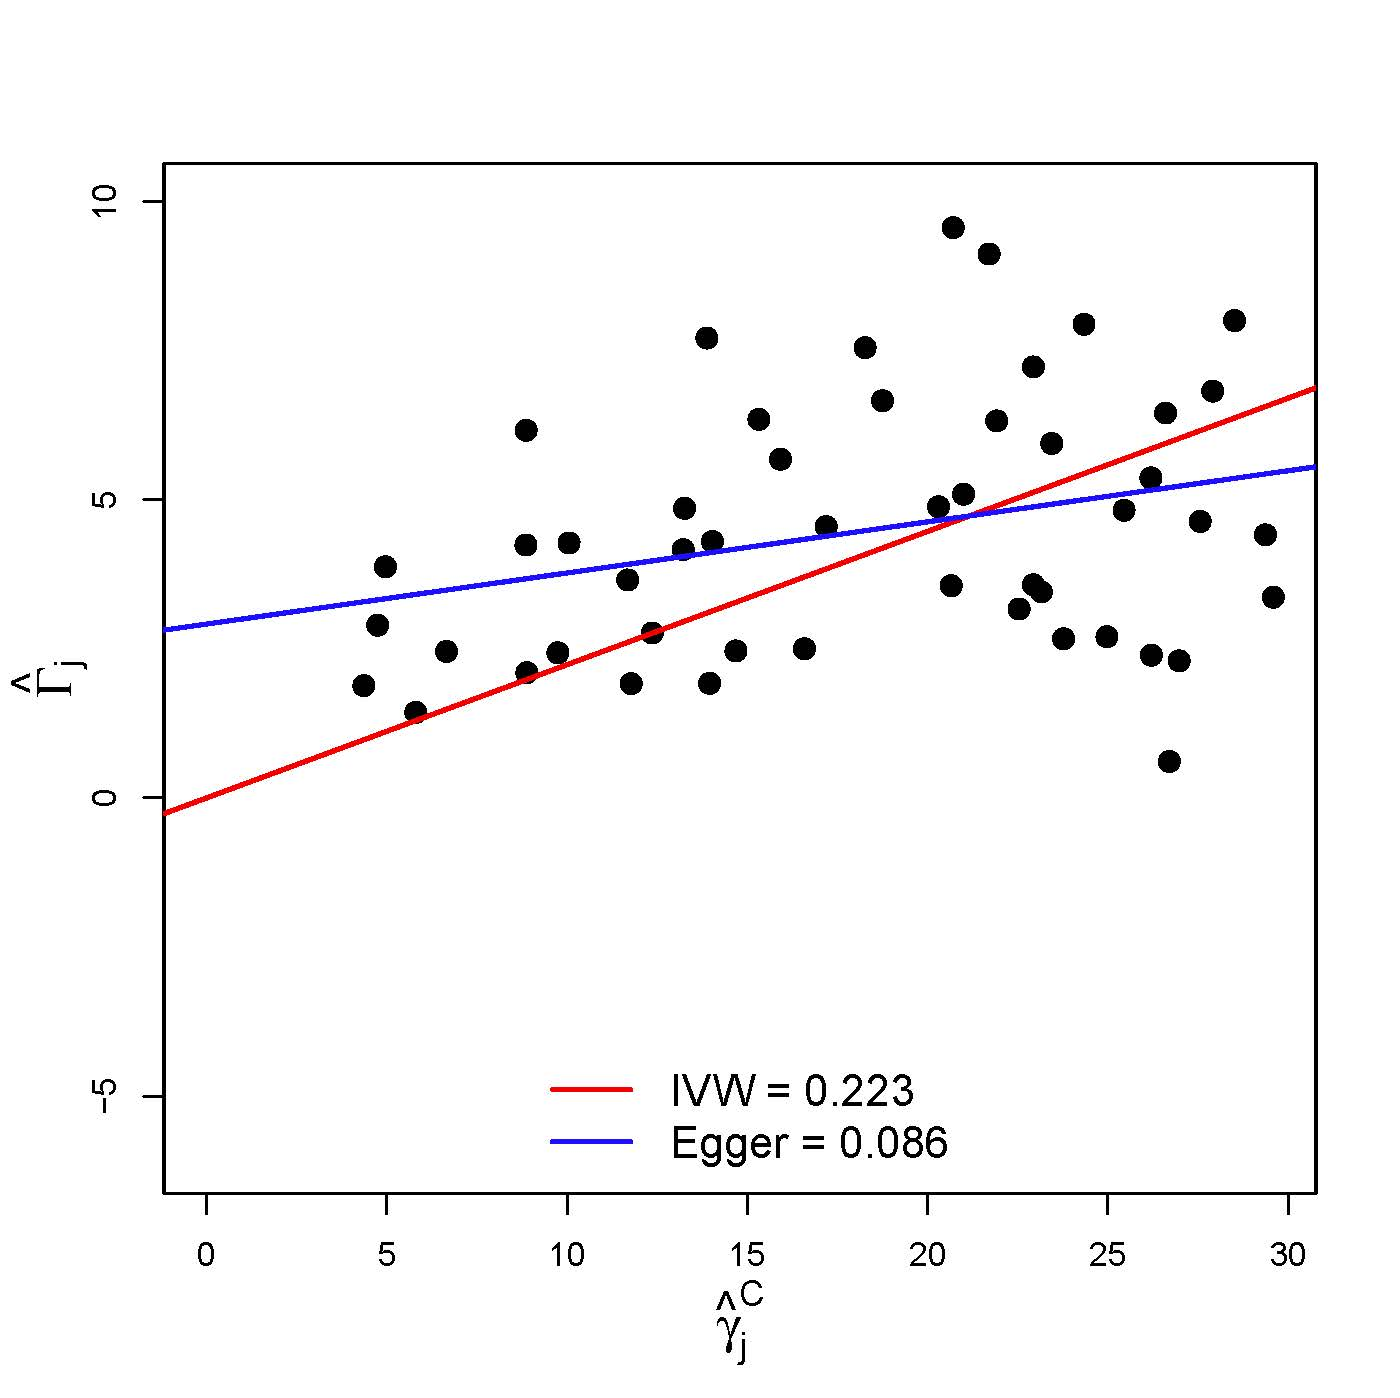 10
5
0
−5
Γ̂j
IVW = 0.223
Egger = 0.086
0 5 10 15 20 25 30
γ̂jC